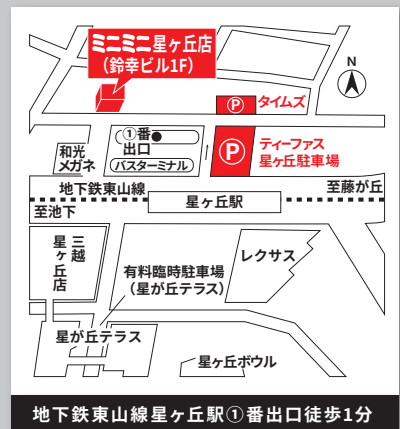 ミニミニ星ヶ丘店
(鈴幸ビル1F)
N
P
タイムズ
①番
出口
バスターミナル
和光
メガネ
P
ティーファス
星ヶ丘駐車場
地下鉄東山線
至藤が丘
星ヶ丘駅
至池下
三越
星ヶ丘店
レクサス
有料臨時駐車場
(星が丘テラス)
星が丘テラス
星ヶ丘ボウル
地下鉄東山線星ヶ丘駅①番出口徒歩1分